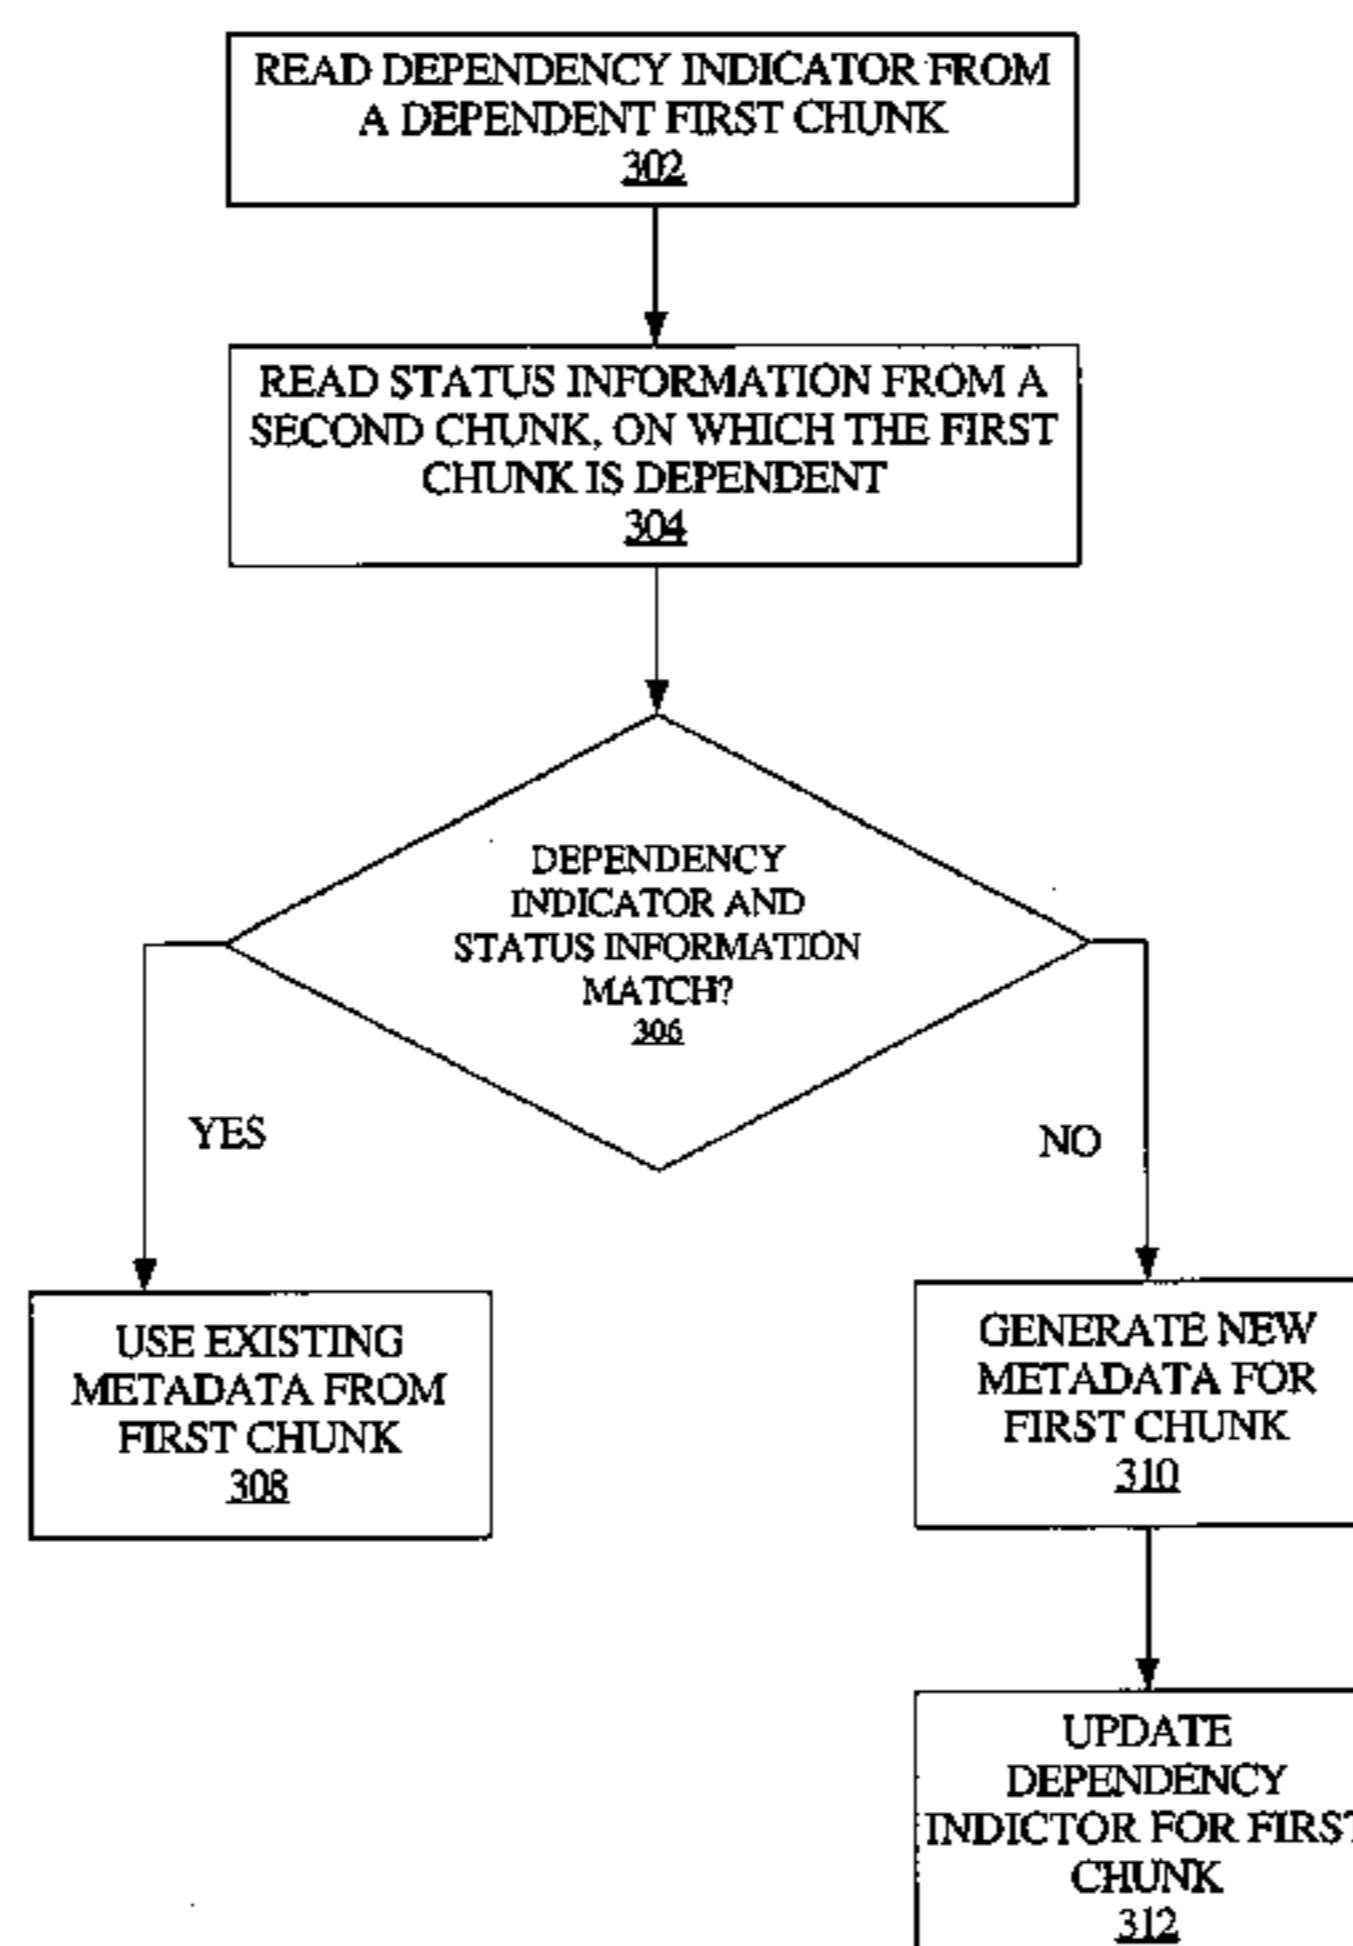 READ DEPENDENCY INDICATOR FROM
A DEPENDENT FIRST CHUNK
302
READ STATUS INFORMATION FROM A
SECOND CHUNK, ON WHICH THE FIRST
CHUNK IS DEPENDENT
304
DEPENDENCY
INDICATOR AND
STATUS INFORMATION
MATCH?
306
YES
NO
USE EXISTING
METADATA FROM
FIRST CHUNK
308
GENERATE NEW
METADATA FOR
FIRST CHUNK
310
UPDATE
DEPENDENCY
INDICTOR FOR FIRST
CHUNK
312